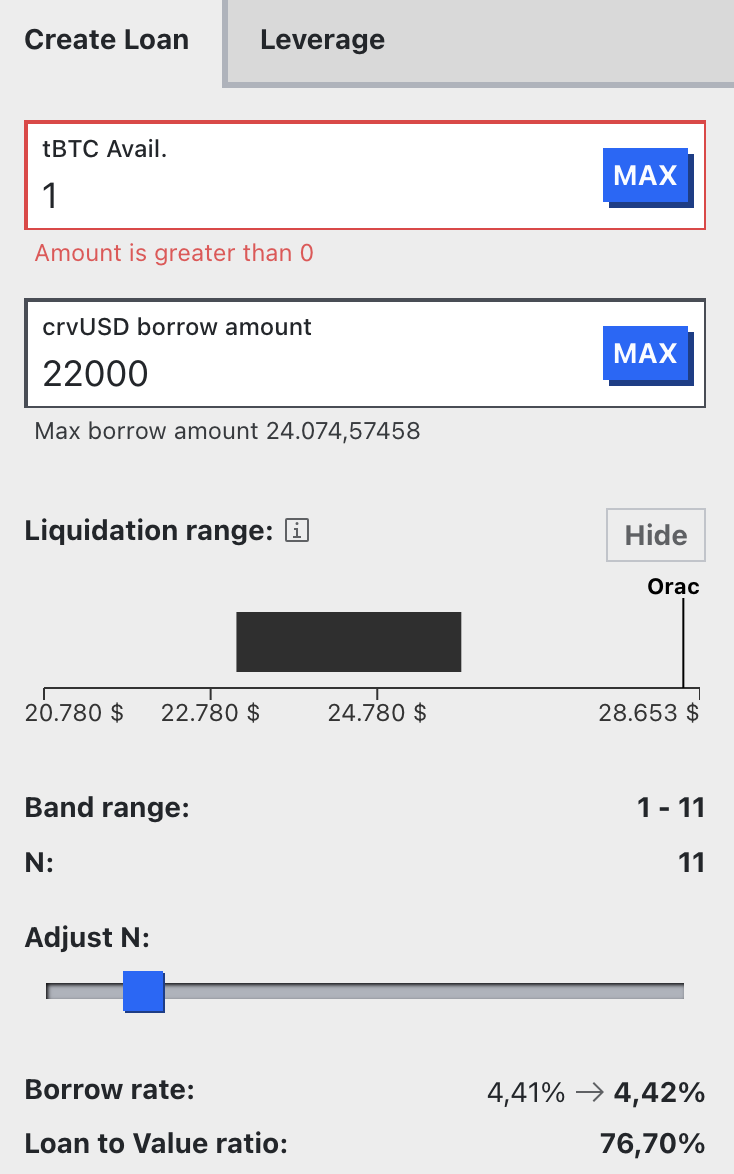 Create Loan Leverage
tBTC Avail.
1
MAX
Amount is greater than 0
crvUSD borrow amount
22000
MAX
Max borrow amount 24.074,57458
Liquidation range: i
Hide
Orac
20.780 $ 22.780 $ 24.780 $ 28.653 $
Band range: 1 - 11
N: 11
Adjust N:
Borrow rate: 4,41% → 4,42%
Loan to Value ratio: 76,70%